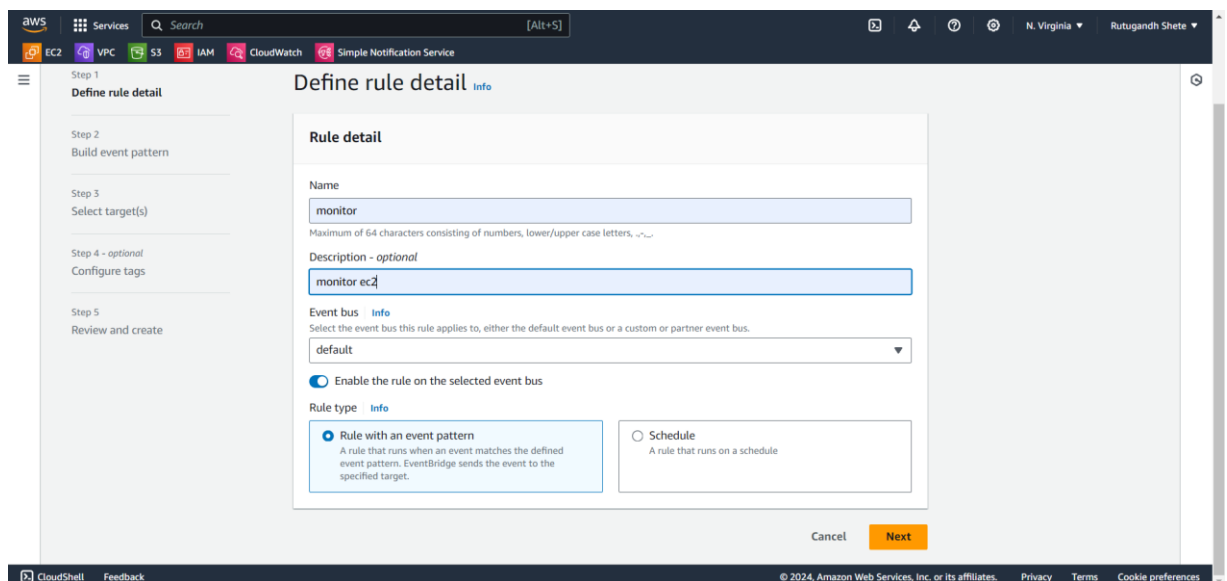 aws
Services
Search
[Alt+S]
N. Virginia ▼
Rutugandh Shete ▼
EC2
VPC
S3
IAM
CloudWatch
Simple Notification Service
Step 1
Define rule detail
Step 2
Build event pattern
Step 3
Select target(s)
Step 4 - optional
Configure tags
Step 5
Review and create
Define rule detail Info
Rule detail
Name
monitor
Maximum of 64 characters consisting of numbers, lower/upper case letters, .,-,_.
Description - optional
monitor ec2
Event bus Info
Select the event bus this rule applies to, either the default event bus or a custom or partner event bus.
default
Enable the rule on the selected event bus
Rule type Info
Rule with an event pattern
A rule that runs when an event matches the defined
event pattern. EventBridge sends the event to the
specified target.
Schedule
A rule that runs on a schedule
Cancel
Next
CloudShell
Feedback
© 2024, Amazon Web Services, Inc. or its affiliates.
Privacy
Terms
Cookie preferences